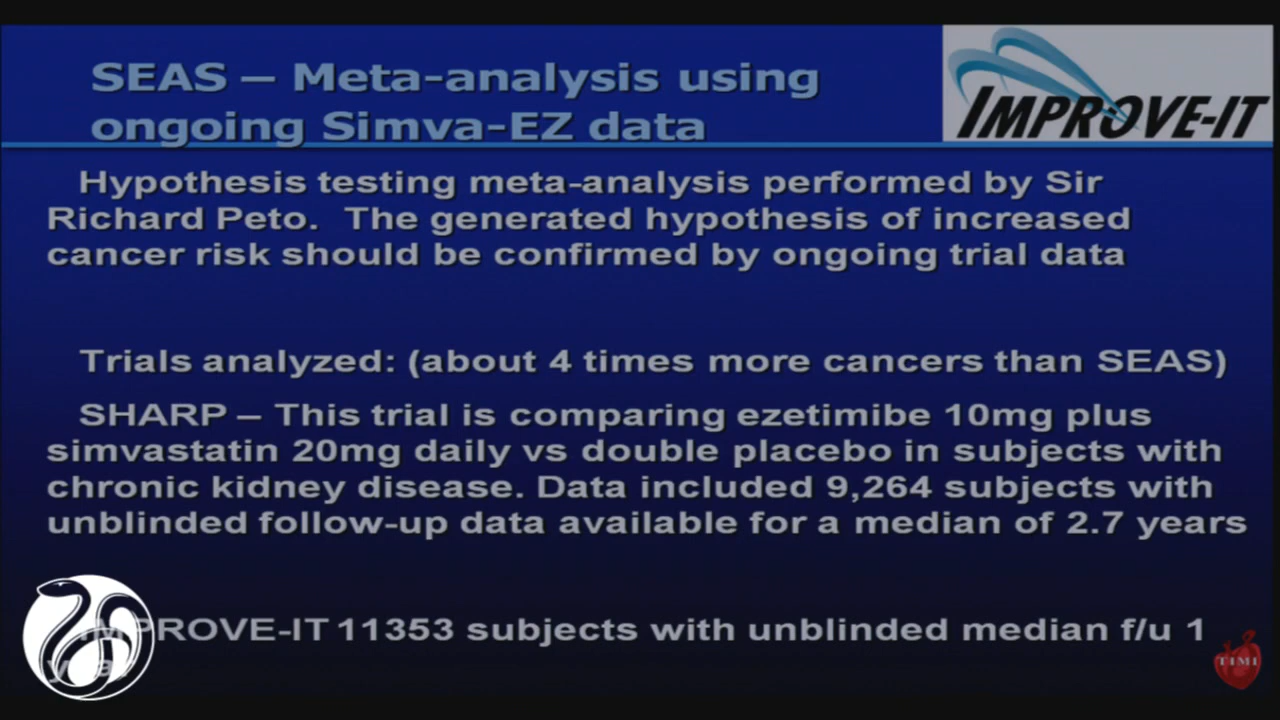 SEAS – Meta-analysis using
ongoing Simva-EZ data
IMPROVE-IT
Hypothesis testing meta-analysis performed by Sir
Richard Peto. The generated hypothesis of increased
cancer risk should be confirmed by ongoing trial data
Trials analyzed: (about 4 times more cancers than SEAS)
SHARP – This trial is comparing ezetimibe 10mg plus
simvastatin 20mg daily vs double placebo in subjects with
chronic kidney disease. Data included 9,264 subjects with
unblinded follow-up data available for a median of 2.7 years
IMPROVE-IT 11353 subjects with unblinded median f/u 1
year
TIMI